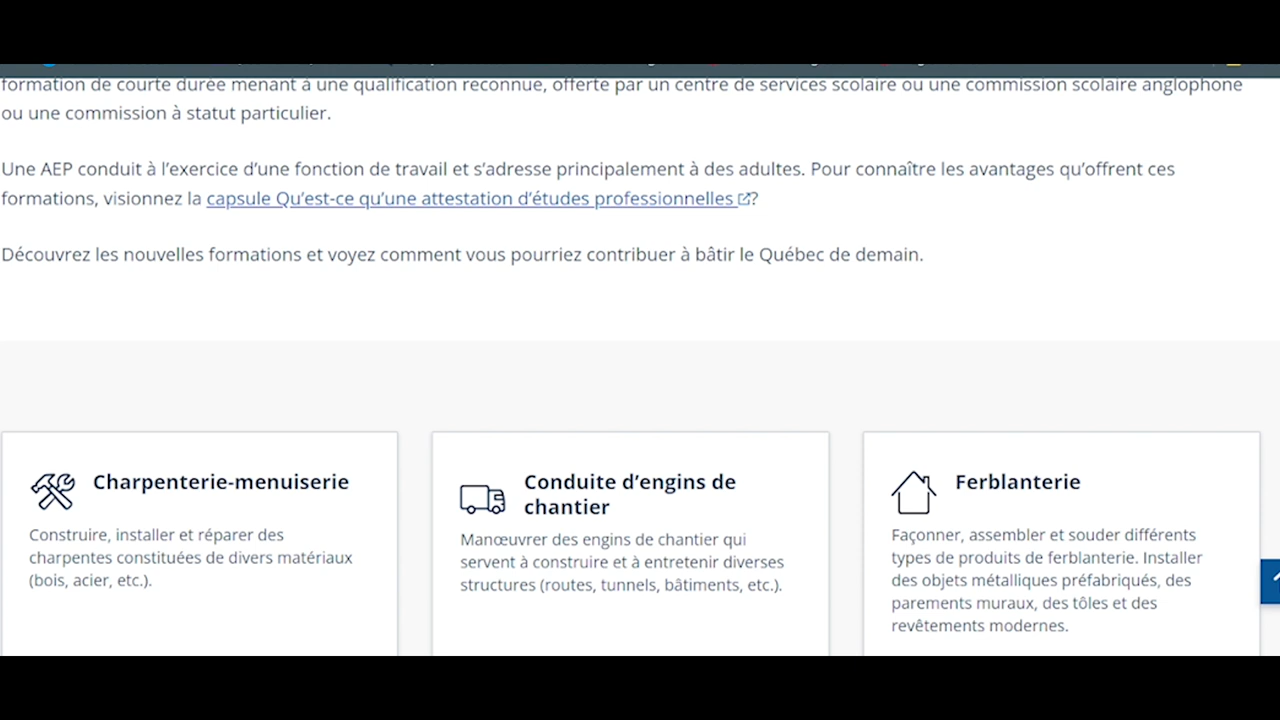 formation de courte durée menant à une qualification reconnue, offerte par un centre de services scolaire ou une commission scolaire anglophone
ou une commission à statut particulier.
Une AEP conduit à l’exercice d’une fonction de travail et s’adresse principalement à des adultes. Pour connaître les avantages qu’offrent ces
formations, visionnez la capsule Qu’est-ce qu’une attestation d’études professionnelles ?
Découvrez les nouvelles formations et voyez comment vous pourriez contribuer à bâtir le Québec de demain.
Charpenterie-menuiserie
Construire, installer et réparer des
charpentes constituées de divers matériaux
(bois, acier, etc.).
Conduite d’engins de
chantier
Manœuvrer des engins de chantier qui
servent à construire et à entretenir diverses
structures (routes, tunnels, bâtiments, etc.).
Ferblanterie
Façonner, assembler et souder différents
types de produits de ferblanterie. Installer
des objets métalliques préfabriqués, des
parements muraux, des tôles et des
revêtements modernes.